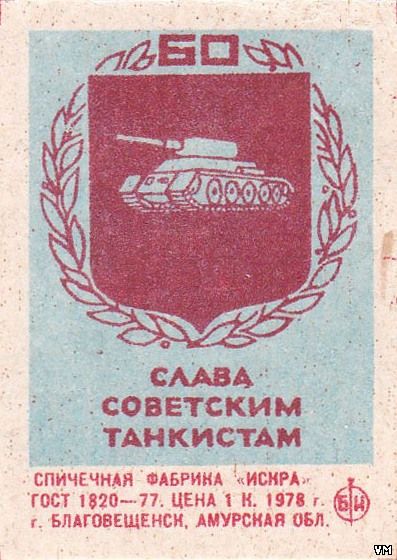 60
СЛАВА
СОВЕТСКИМ
ТАНКИСТАМ
СПИЧЕЧНАЯ ФАБРИКА «ИСКРА»
ГОСТ 1820—77. ЦЕНА 1 К. 1978 г.
г. БЛАГОВЕЩЕНСК, АМУРСКАЯ ОБЛ.
БИ
VM